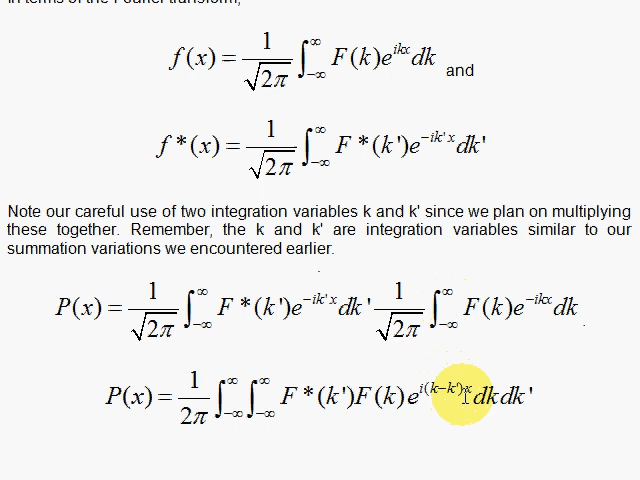 in terms of the Fourier transform,
f(x) = 1/√2π ∫_{-∞}^{∞} F(k)e^{ikx}dk and
f*(x) = 1/√2π ∫_{-∞}^{∞} F*(k')e^{-ik'x}dk'
Note our careful use of two integration variables k and k' since we plan on multiplying
these together. Remember, the k and k' are integration variables similar to our
summation variations we encountered earlier.
P(x) = 1/√2π ∫_{-∞}^{∞} F*(k')e^{-ik'x}dk' 1/√2π ∫_{-∞}^{∞} F(k)e^{-ikx}dk
P(x) = 1/2π ∫_{-∞}^{∞} ∫_{-∞}^{∞} F*(k')F(k)e^{i(k-k')x}dkdk'